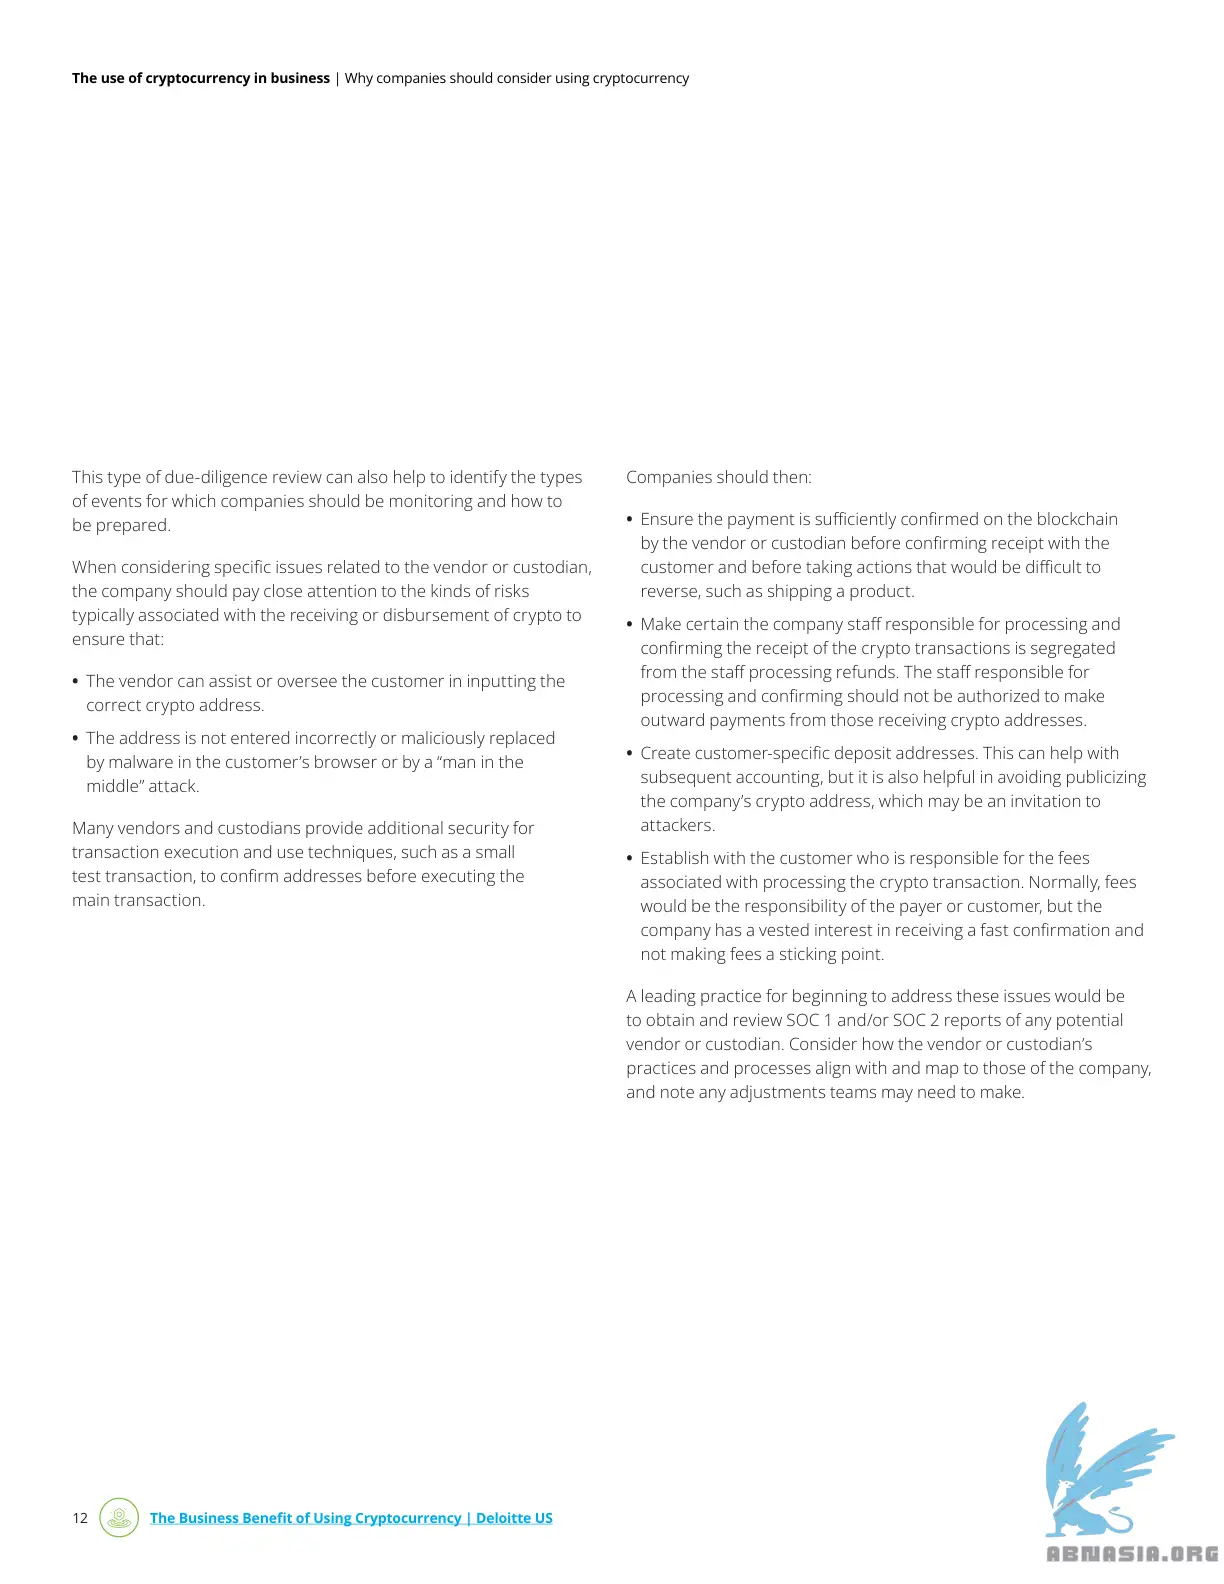 The use of cryptocurrency in business | Why companies should consider using cryptocurrency
This type of due-diligence review can also help to identify the types
of events for which companies should be monitoring and how to
be prepared.
When considering specific issues related to the vendor or custodian,
the company should pay close attention to the kinds of risks
typically associated with the receiving or disbursement of crypto to
ensure that:
• The vendor can assist or oversee the customer in inputting the
correct crypto address.
• The address is not entered incorrectly or maliciously replaced
by malware in the customer’s browser or by a “man in the
middle” attack.
Many vendors and custodians provide additional security for
transaction execution and use techniques, such as a small
test transaction, to confirm addresses before executing the
main transaction.
Companies should then:
• Ensure the payment is sufficiently confirmed on the blockchain
by the vendor or custodian before confirming receipt with the
customer and before taking actions that would be difficult to
reverse, such as shipping a product.
• Make certain the company staff responsible for processing and
confirming the receipt of the crypto transactions is segregated
from the staff processing refunds. The staff responsible for
processing and confirming should not be authorized to make
outward payments from those receiving crypto addresses.
• Create customer-specific deposit addresses. This can help with
subsequent accounting, but it is also helpful in avoiding publicizing
the company’s crypto address, which may be an invitation to
attackers.
• Establish with the customer who is responsible for the fees
associated with processing the crypto transaction. Normally, fees
would be the responsibility of the payer or customer, but the
company has a vested interest in receiving a fast confirmation and
not making fees a sticking point.
A leading practice for beginning to address these issues would be
to obtain and review SOC 1 and/or SOC 2 reports of any potential
vendor or custodian. Consider how the vendor or custodian’s
practices and processes align with and map to those of the company,
and note any adjustments teams may need to make.
12 The Business Benefit of Using Cryptocurrency | Deloitte US
ABNASIA.ORG